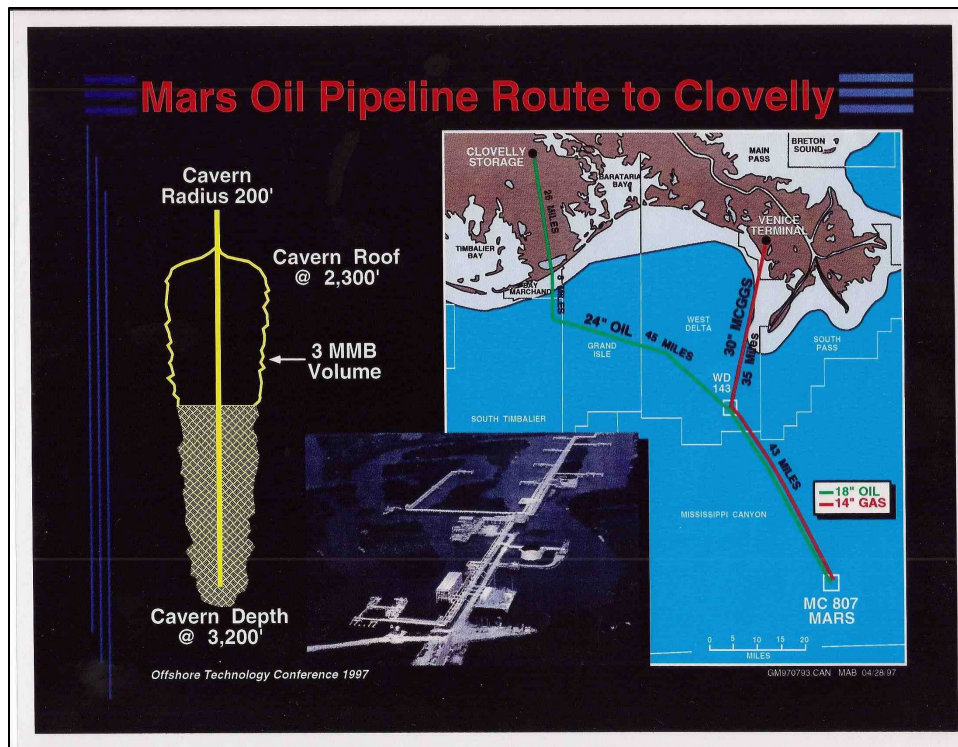 Mars Oil Pipeline Route to Clovelly
Cavern
Radius 200'
Cavern Roof
@ 2,300'
3 MMB
Volume
Cavern Depth
@ 3,200'
Offshore Technology Conference 1997
CLOVELLY
STORAGE
26 MILES
BARATARIA
BAY
MAIN
PASS
BRETON
SOUND
VENICE
TERMINAL
TIMBALIER
BAY
BAY
MARCHAND
MILES
24" OIL
45 MILES
GRAND
ISLE
WEST
DELTA
30" MCGGS
35 Miles
SOUTH
PASS
WD
143
SOUTH TIMBALIER
43 MILES
MISSISSIPPI CANYON
18" OIL
14" GAS
MC 807
MARS
0 5 10 15 20
MILES
GM970793.CAN MAB 04/28/97